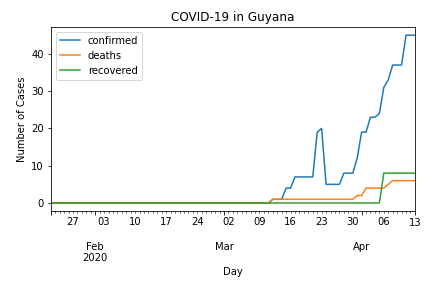 COVID-19 in Guyana
confirmed
deaths
recovered
Number of Cases
40
30
20
10
0
27 03 10 17 24 02 09 16 23 30 06 13
Feb Mar Apr
2020
Day